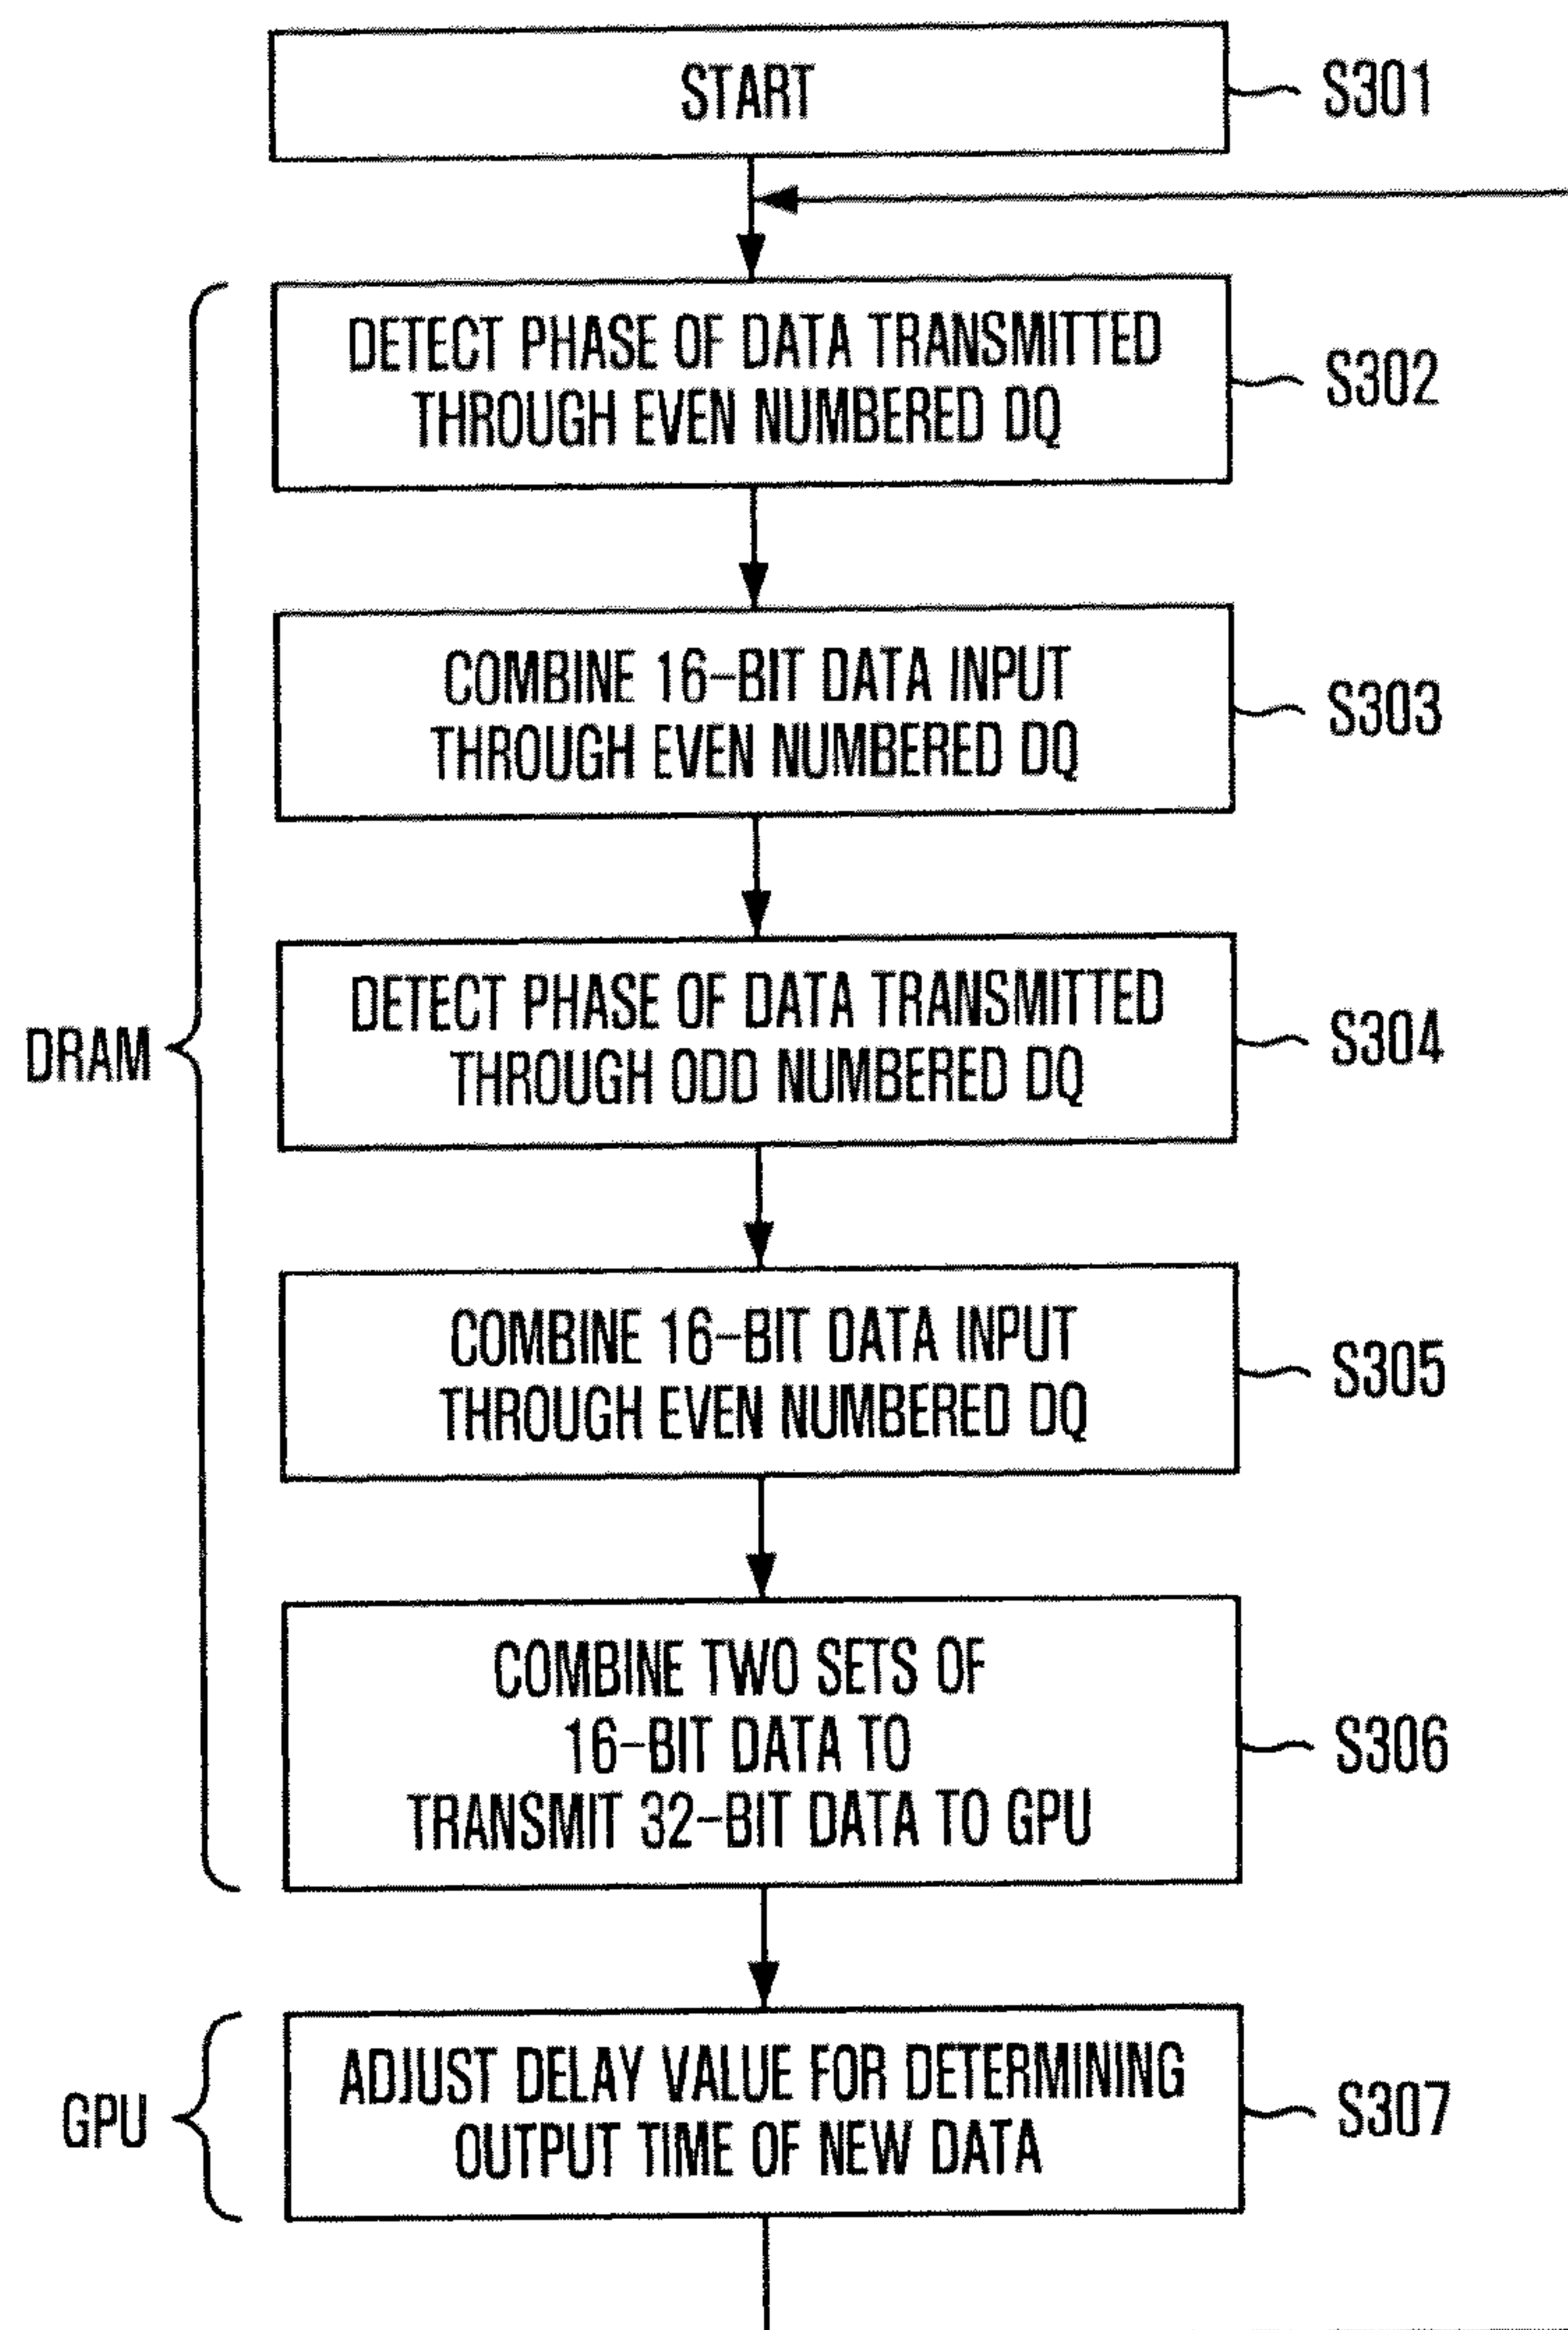 START
S301
DETECT PHASE OF DATA TRANSMITTED
THROUGH EVEN NUMBERED DQ
S302
COMBINE 16-BIT DATA INPUT
THROUGH EVEN NUMBERED DQ
S303
DETECT PHASE OF DATA TRANSMITTED
THROUGH ODD NUMBERED DQ
S304
DRAM
COMBINE 16-BIT DATA INPUT
THROUGH EVEN NUMBERED DQ
S305
COMBINE TWO SETS OF
16-BIT DATA TO
TRANSMIT 32-BIT DATA TO GPU
S306
GPU
ADJUST DELAY VALUE FOR DETERMINING
OUTPUT TIME OF NEW DATA
S307